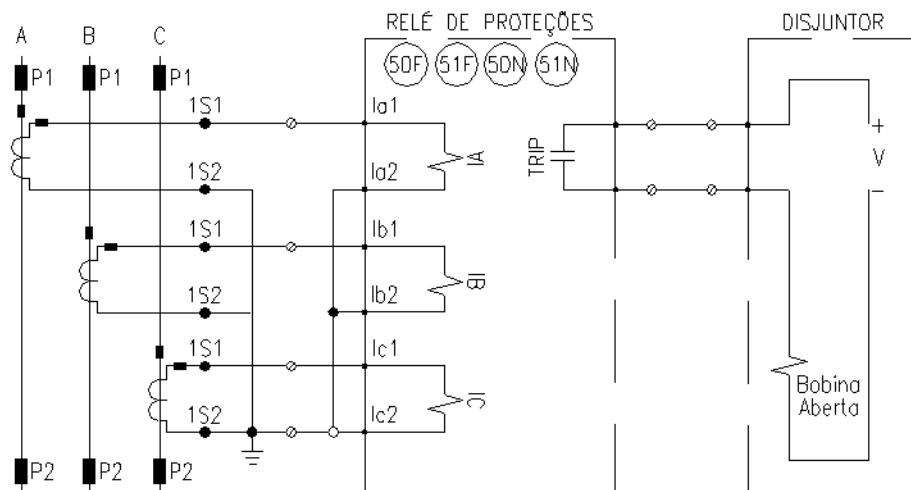 RELÉ DE PROTEÇÕES
DISJUNTOR
A B C
50F 51F 50N 51N
P1 P1 P1
1S1 Ia1
IA
TRIP
+
V
-
1S2 Ia2
1S1 Ib1
IB
1S2 Ib2
1S1 Ic1
IC
Bobina
Aberta
1S2 Ic2
P2 P2 P2